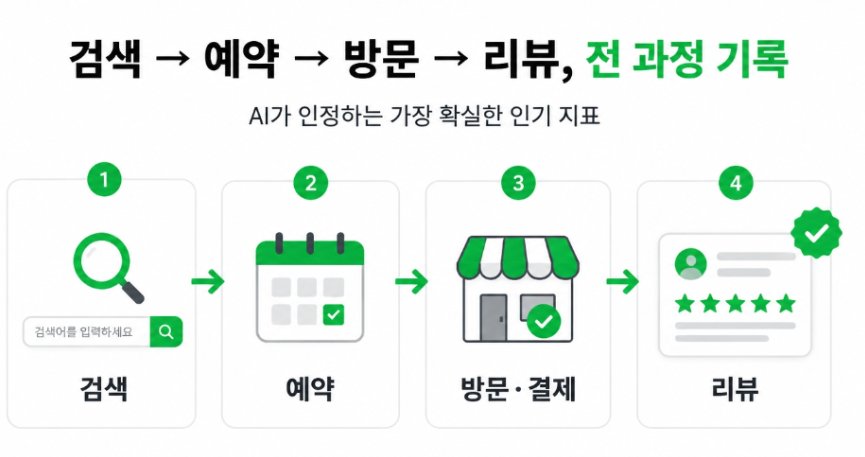 검색 → 예약 → 방문 → 리뷰, 전 과정 기록
AI가 인정하는 가장 확실한 인기 지표
1
2
3
4
검색어를 입력하세요
검색
예약
방문·결제
리뷰